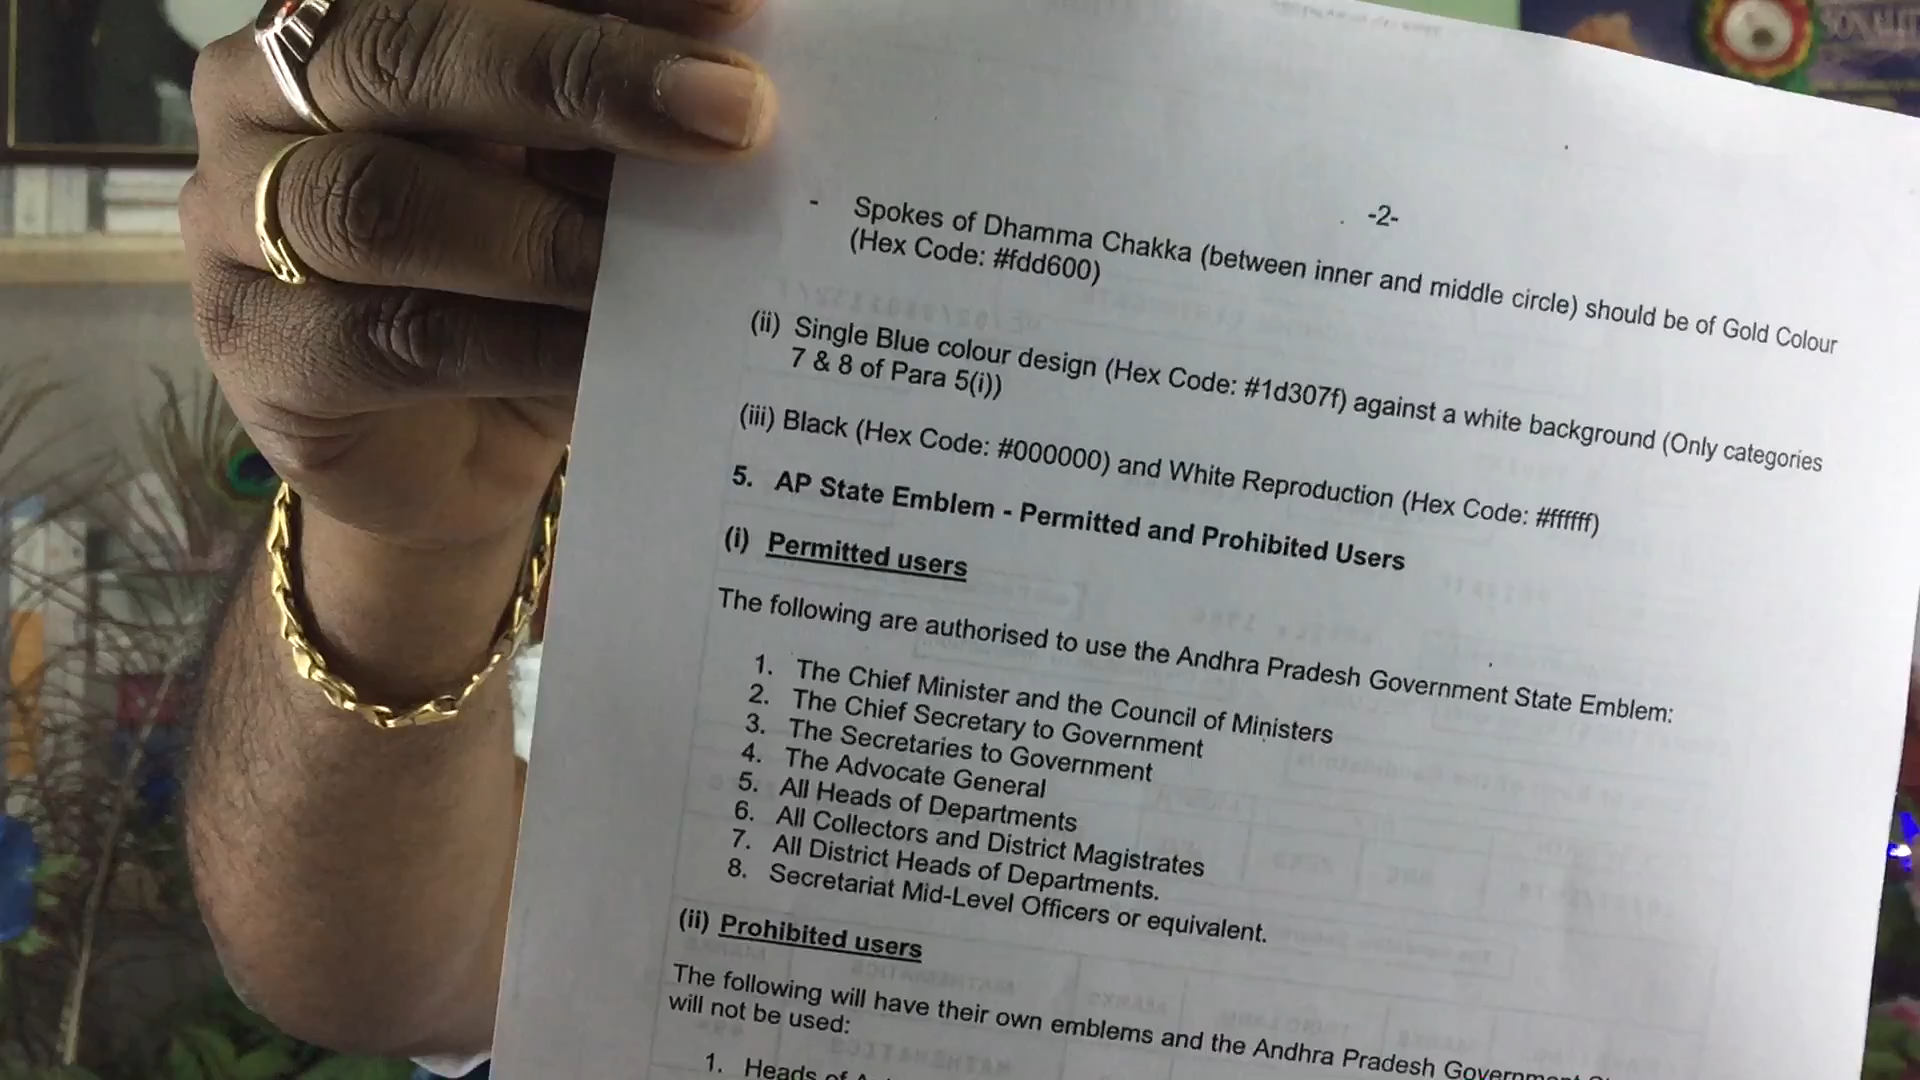 -2-
- Spokes of Dhamma Chakka (between inner and middle circle) should be of Gold Colour
(Hex Code: #fdd600)
(ii) Single Blue colour design (Hex Code: #1d307f) against a white background (Only categories
7 & 8 of Para 5(i))
(iii) Black (Hex Code: #000000) and White Reproduction (Hex Code: #ffffff)
5. AP State Emblem - Permitted and Prohibited Users
(i) Permitted users
The following are authorised to use the Andhra Pradesh Government State Emblem:
1. The Chief Minister and the Council of Ministers
2. The Chief Secretary to Government
3. The Secretaries to Government
4. The Advocate General
5. All Heads of Departments
6. All Collectors and District Magistrates
7. All District Heads of Departments.
8. Secretariat Mid-Level Officers or equivalent.
(ii) Prohibited users
The following will have their own emblems and the Andhra Pradesh Government
will not be used:
1. Heads of